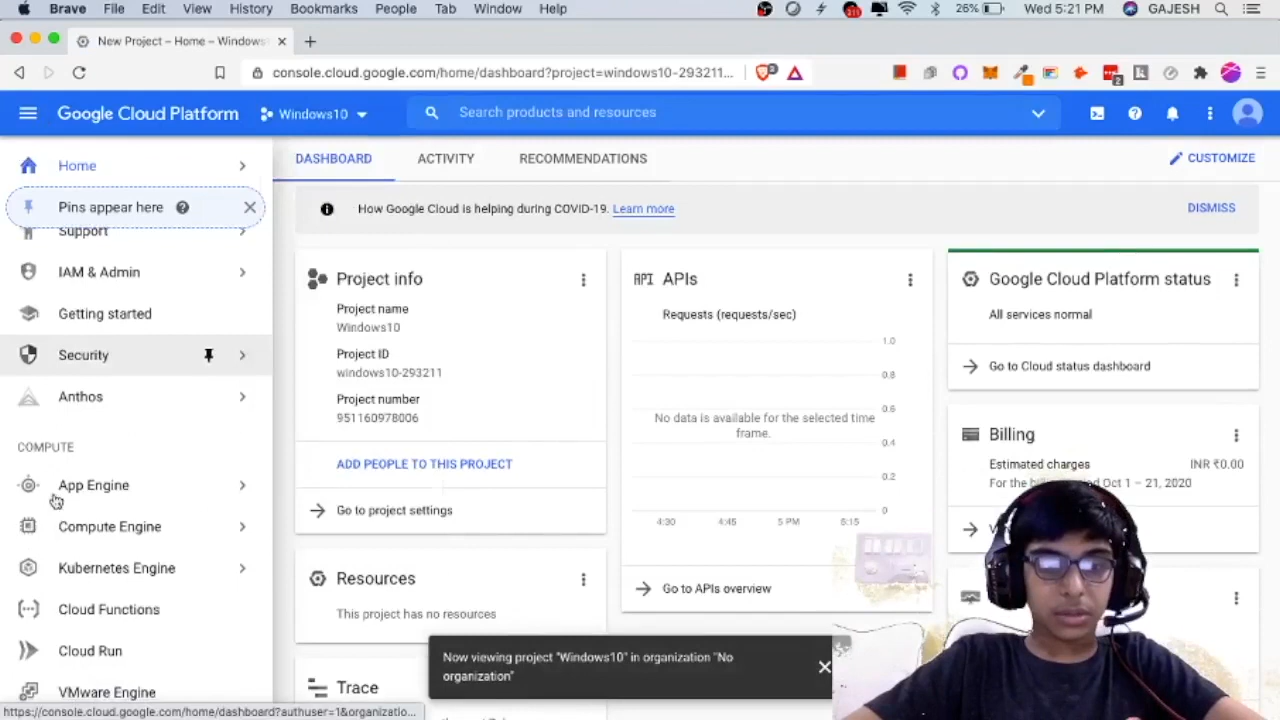 Brave File Edit View History Bookmarks People Tab Window Help
26% Wed 5:21 PM GAJESH
New Project – Home – Windows
console.cloud.google.com/home/dashboard?project=windows10-293211...
Google Cloud Platform
Windows10
Search products and resources
Home
DASHBOARD
ACTIVITY
RECOMMENDATIONS
CUSTOMIZE
Pins appear here
How Google Cloud is helping during COVID-19. Learn more
DISMISS
Support
IAM & Admin
Getting started
Security
Anthos
COMPUTE
App Engine
Compute Engine
Kubernetes Engine
Cloud Functions
Cloud Run
VMware Engine
Project info
Project name
Windows10
Project ID
windows10-293211
Project number
951160978006
ADD PEOPLE TO THIS PROJECT
Go to project settings
Resources
This project has no resources
Trace
API APIs
Requests (requests/sec)
1.0
0.8
0.6
0.4
0.2
0
No data is available for the selected time
frame.
4:30 4:45 5 PM 5:15
Go to APIs overview
Google Cloud Platform status
All services normal
Go to Cloud status dashboard
Billing
Estimated charges INR ₹0.00
For the Oct 1 – 21, 2020
Now viewing project "Windows10" in organization "No
organization"
https://console.cloud.google.com/home/dashboard?authuser=1&organizatio...